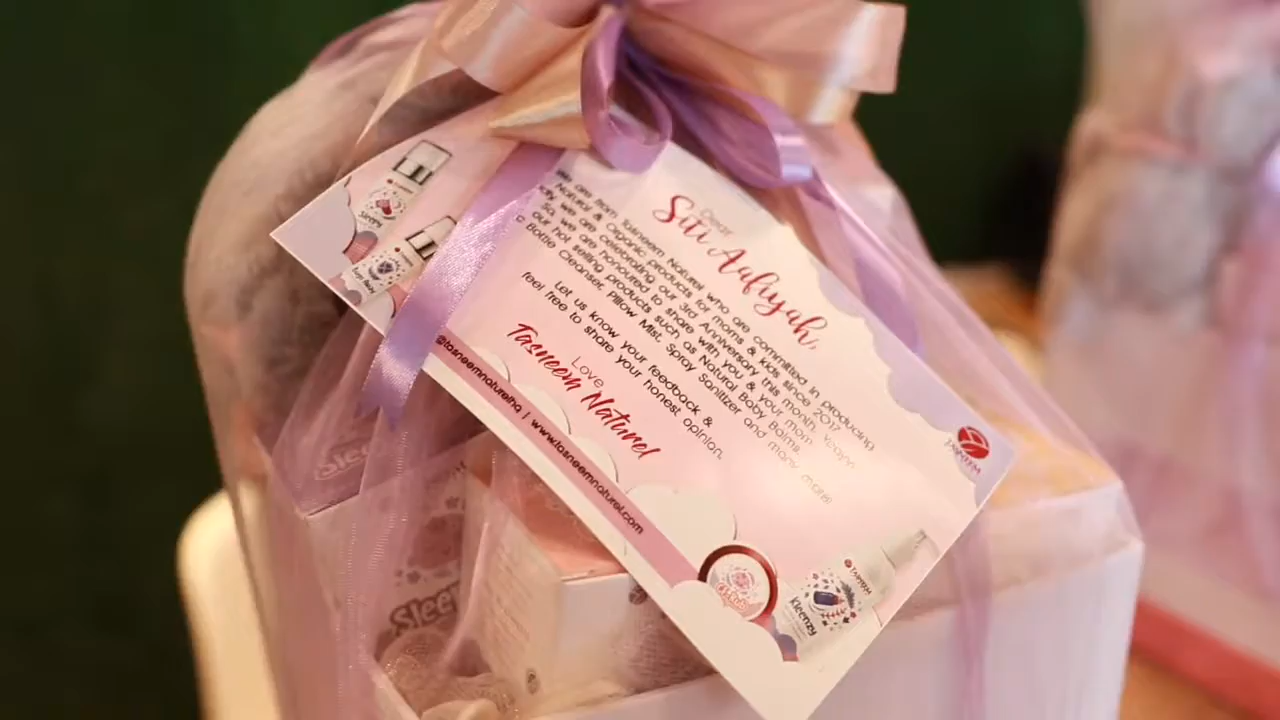 Dear
Siti Aafiyah,
We are from Tasneem Naturel who are committed in producing
Natural & Organic products for moms & kids since 2017.
we are celebrating our 3rd Anniversary this month, yeayy
So, we are honoured to share with you & your mom
our hot selling products such as Natural Baby Balms,
Bottle Cleanser, Pillow Mist, Spray Sanitizer and many more!
Let us know your feedback &
feel free to share your honest opinion.
Love
Tasneem Naturel
@tasneemnaturelhq | www.tasneemnaturel.com
TASNEEM
TASNEEM
Kleenzy
Sleepy